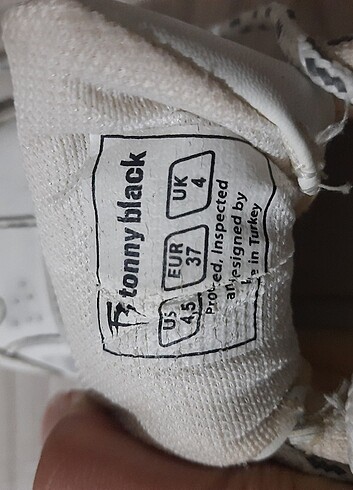 tonny black
US 4,5
EUR 37
UK 4
Inspected
designed by
in Turkey